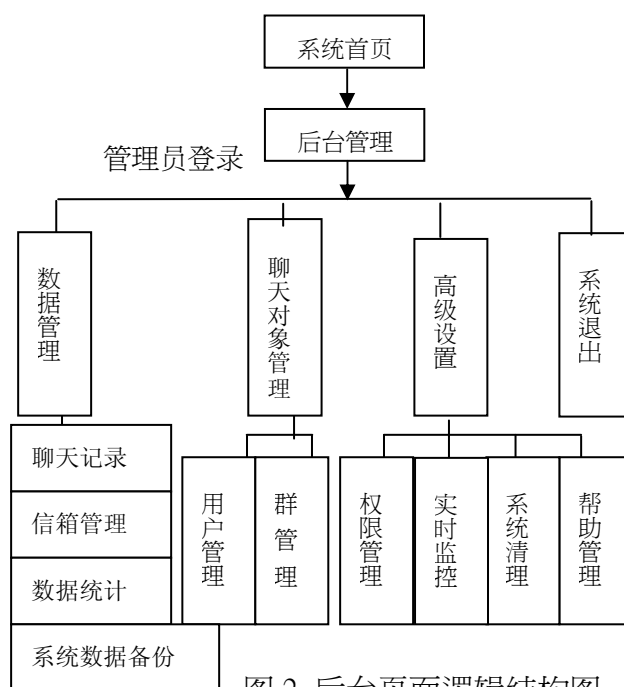 系统首页
后台管理
管理员登录
数据管理
聊天对象管理
高级设置
系统退出
聊天记录
信箱管理
数据统计
系统数据备份
用户管理
群管理
权限管理
实时监控
系统清理
帮助管理
图 2 后台页面逻辑结构图